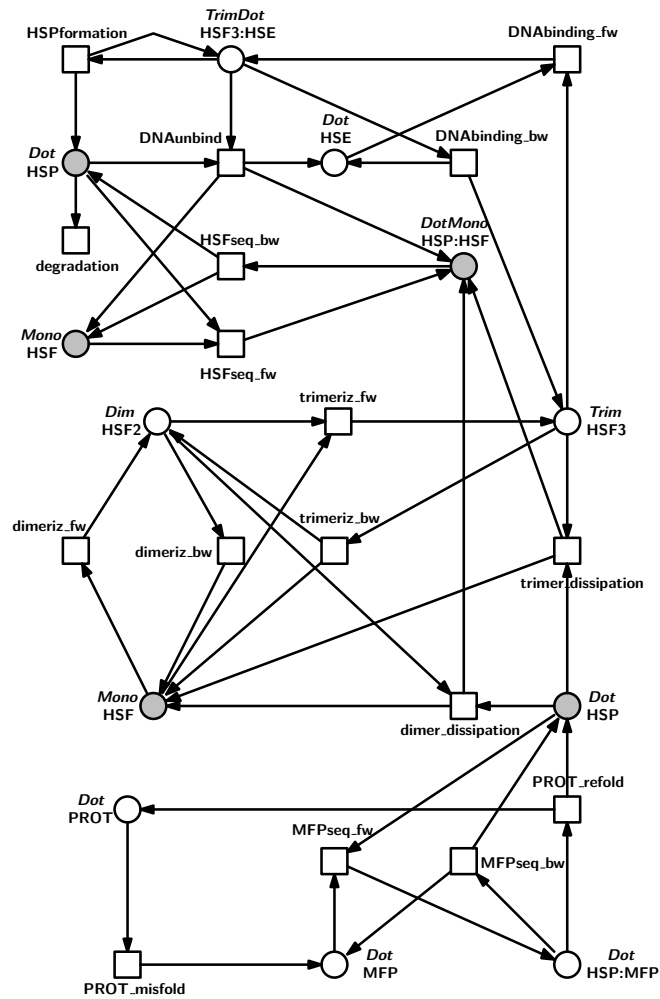 TrimDot
HSPformation
HSF3:HSE
DNAbinding_fw
Dot
HSE
DNAunbind
DNAbinding_bw
Dot
HSP
DotMono
HSP:HSF
HSFseq_bw
degradation
Mono
HSF
HSFseq_fw
trimeriz_fw
Dim
HSF2
Trim
HSF3
dimeriz_fw
dimeriz_bw
trimeriz_bw
trimer_dissipation
Mono
HSF
Dot
HSP
dimer_dissipation
PROT_refold
Dot
PROT
MFPseq_fw
MFPseq_bw
Dot
MFP
Dot
HSP:MFP
PROT_misfold